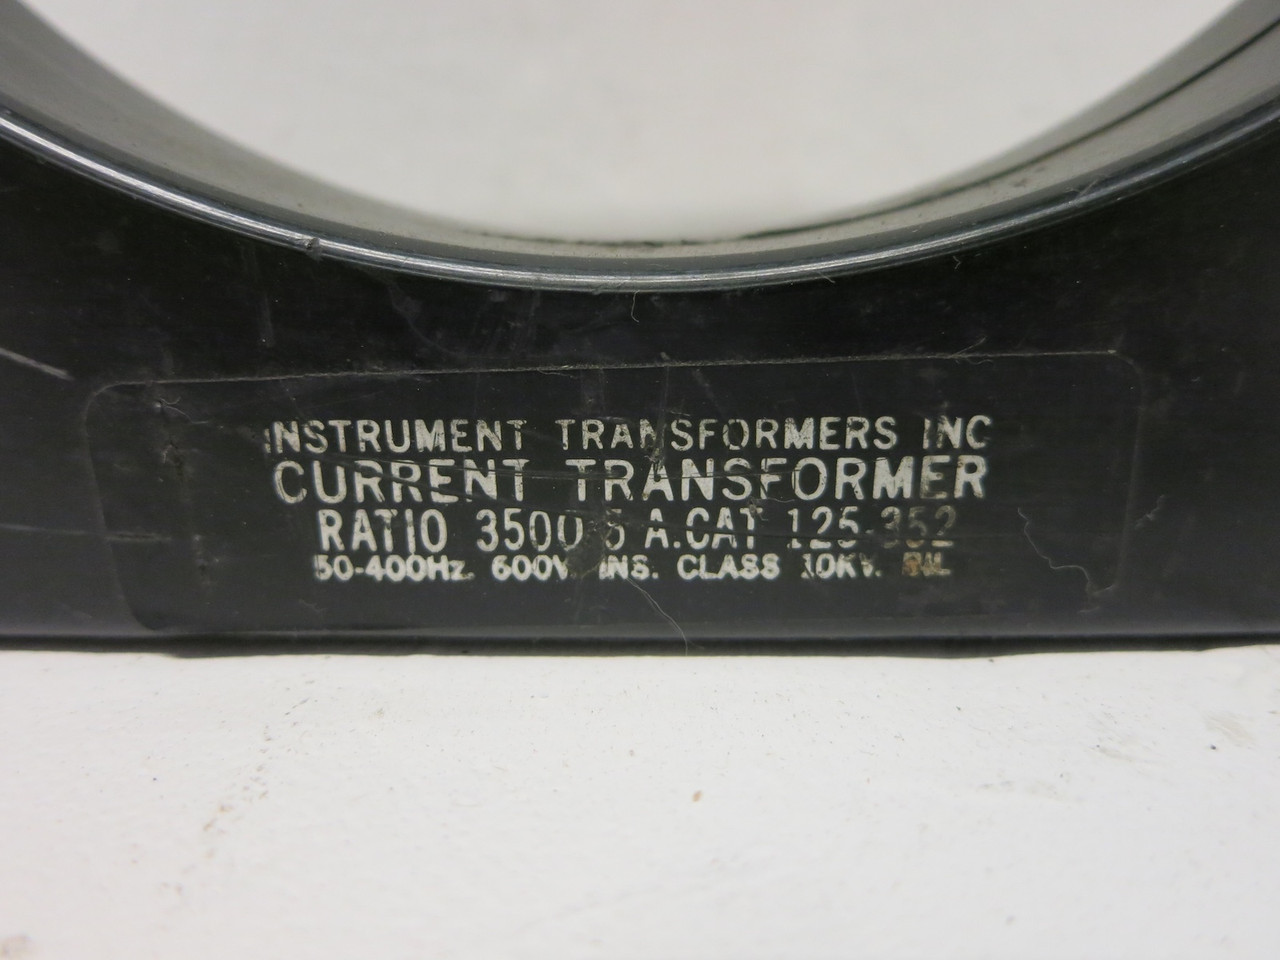 INSTRUMENT TRANSFORMERS INC
CURRENT TRANSFORMER
RATIO 3500:5 A.CAT 125-352
50-400Hz. 600V. INS. CLASS 10KV. BIL